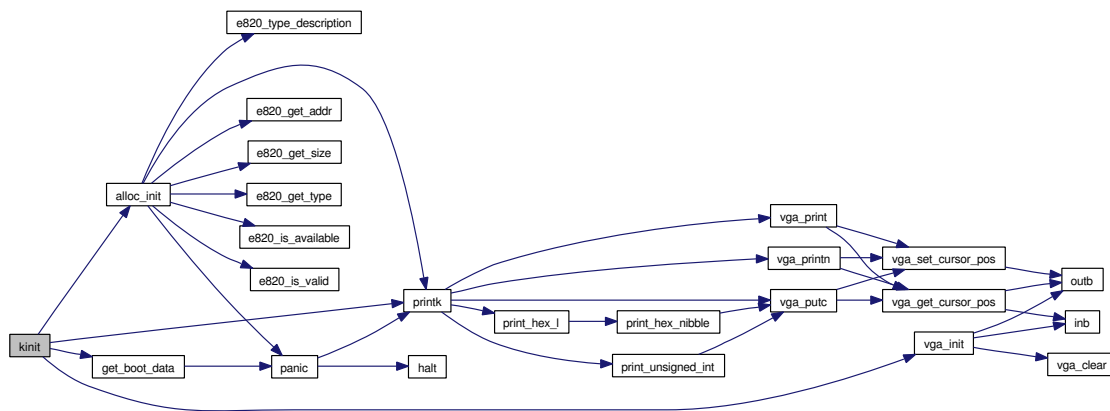 e820_type_description
e820_get_addr
e820_get_size
alloc_init
e820_get_type
vga_print
e820_is_available
vga_printn
vga_set_cursor_pos
e820_is_valid
outb
printk
vga_putc
vga_get_cursor_pos
print_hex_l
print_hex_nibble
inb
kinit
vga_init
get_boot_data
panic
halt
print_unsigned_int
vga_clear